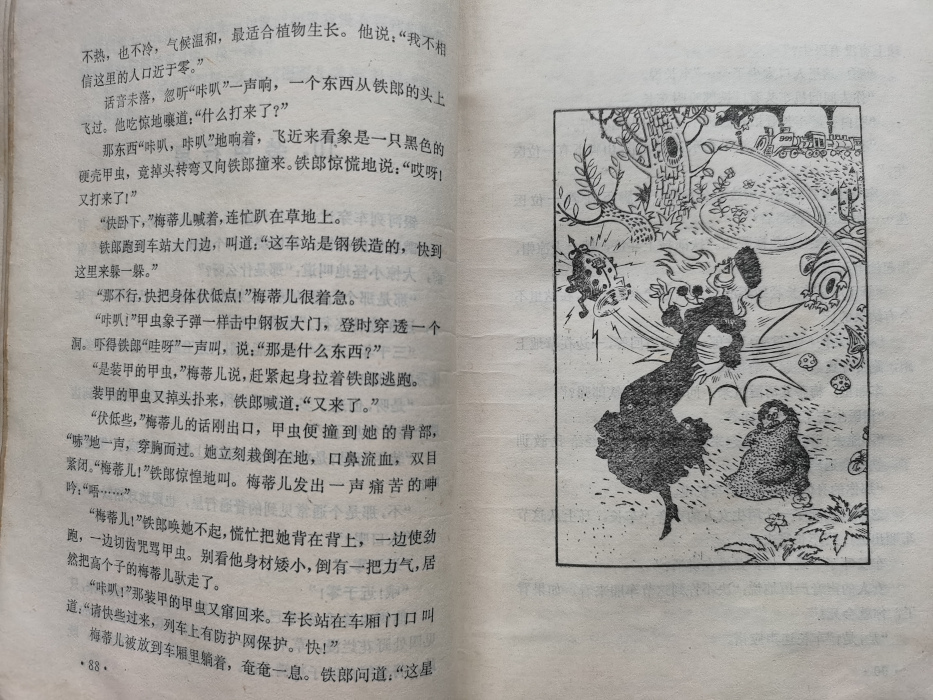 不热，也不冷，气候温和，最适合植物生长。他说：“我不相
信这里的人口近于零。”
话音未落，忽听“咔叭”一声响，一个东西从铁郎的头上
飞过。他吃惊地嚷道：“什么打来了？”
那东西“咔叭，咔叭”地响着，飞近来看象是一只黑色的
硬壳甲虫，竟掉头转弯又向铁郎撞来。铁郎惊慌地说：“哎呀！
又打来了！”
“快卧下，”梅蒂儿喊着，连忙趴在草地上。
铁郎跑到车站大门边，叫道：“这车站是钢铁造的，快到
这里来躲一躲。”
“那不行，快把身体伏低点！”梅蒂儿很着急。
“咔叭！”甲虫象子弹一样击中钢板大门，登时穿透一个
洞。吓得铁郎“哇呀”一声叫，说：“那是什么东西？”
“是装甲的甲虫，”梅蒂儿说，赶紧起身拉着铁郎逃跑。
装甲的甲虫又掉头扑来，铁郎喊道：“又来了。”
“伏低些，”梅蒂儿的话刚出口，甲虫便撞到她的背部，
“哧”地一声，穿胸而过。她立刻栽倒在地，口鼻流血，双目
紧闭。“梅蒂儿！”铁郎惊惶地叫。梅蒂儿发出一声痛苦的呻
吟：“唔……”
“梅蒂儿！”铁郎唤她不起，慌忙把她背在背上，一边使劲
跑，一边切齿咒骂甲虫。别看他身材矮小，倒有一把力气，居
然把高个子的梅蒂儿驮走了。
“咔叭！”那装甲的甲虫又窜回来。车长站在车厢门口叫
道：“请快些过来，列车上有防护网保护。快！”
梅蒂儿被放到车厢里躺着，奄奄一息。铁郎问道：“这星
·88·